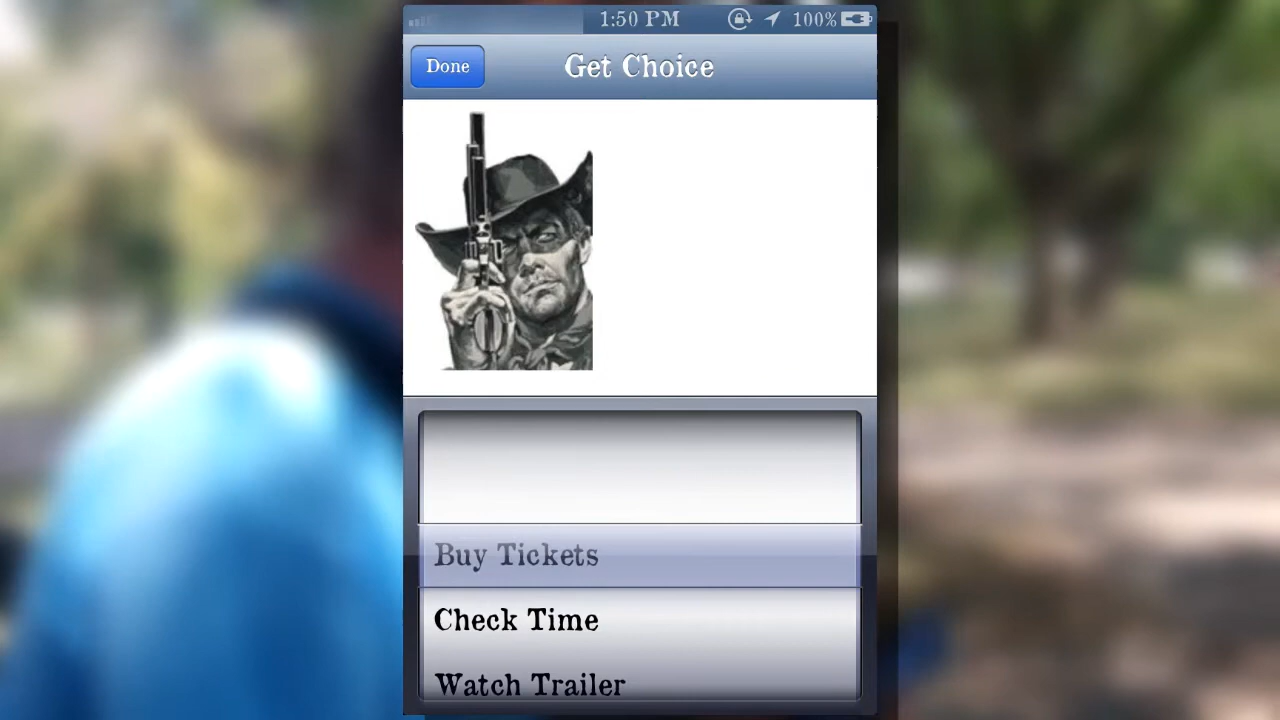 1:50 PM 100%
Done Get Choice
Buy Tickets
Check Time
Watch Trailer